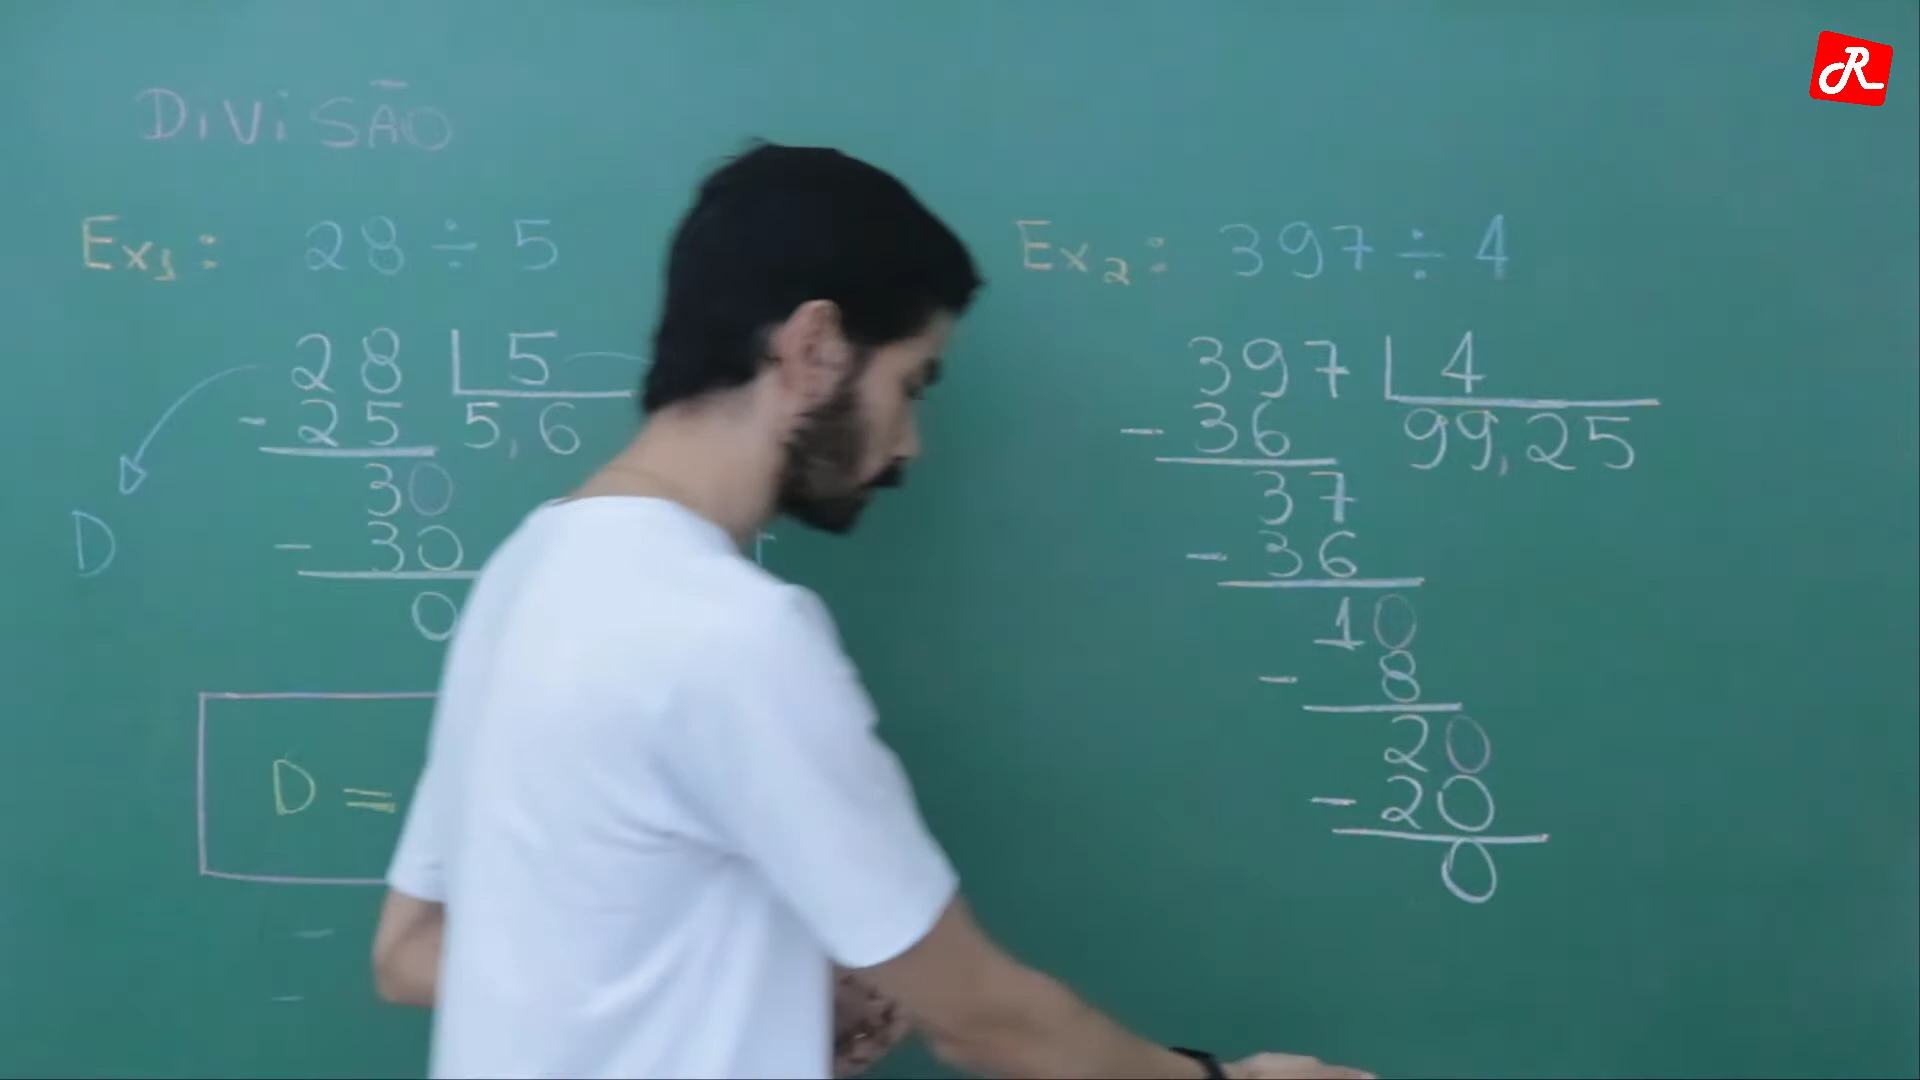 DiViSÃO
Ex1: 28 ÷ 5
28 5
- 25 5,6
30
- 30
0
D
D =
Ex2: 397 ÷ 4
397 4
- 36 99,25
37
- 36
10
- 8
20
- 20
0
R